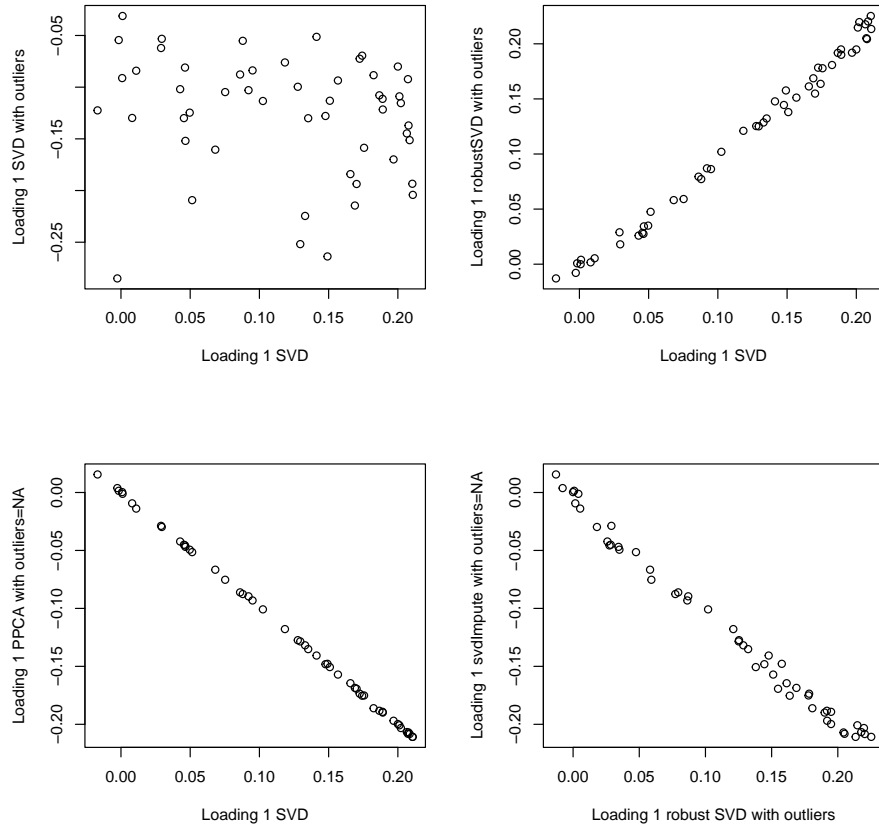 Loading 1 SVD with outliers
−0.05
−0.15
−0.25
0.00 0.05 0.10 0.15 0.20
Loading 1 SVD
Loading 1 robustSVD with outliers
0.20
0.15
0.10
0.05
0.00
0.00 0.05 0.10 0.15 0.20
Loading 1 SVD
Loading 1 PPCA with outliers=NA
0.00
−0.05
−0.10
−0.15
−0.20
0.00 0.05 0.10 0.15 0.20
Loading 1 SVD
Loading 1 svdImpute with outliers=NA
0.00
−0.05
−0.10
−0.15
−0.20
0.00 0.05 0.10 0.15 0.20
Loading 1 robust SVD with outliers